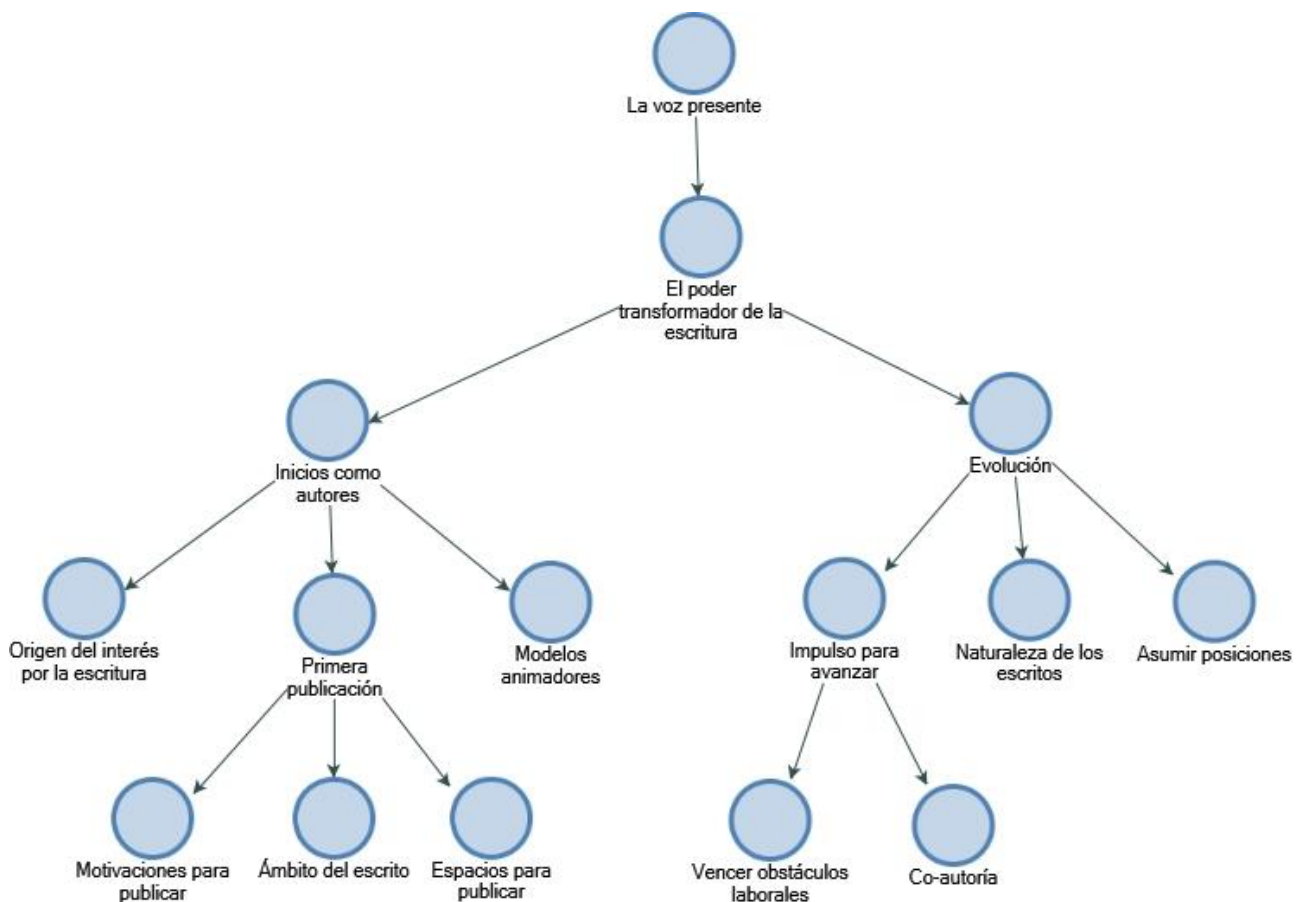 La voz presente
El poder
transformador de la
escritura
Inicios como
autores
Evolución
Origen del interés
por la escritura
Primera
publicación
Modelos
animadores
Impulso para
avanzar
Naturaleza de los
escritos
Asumir posiciones
Motivaciones para
publicar
Ámbito del escrito
Espacios para
publicar
Vencer obstáculos
laborales
Co-autoría